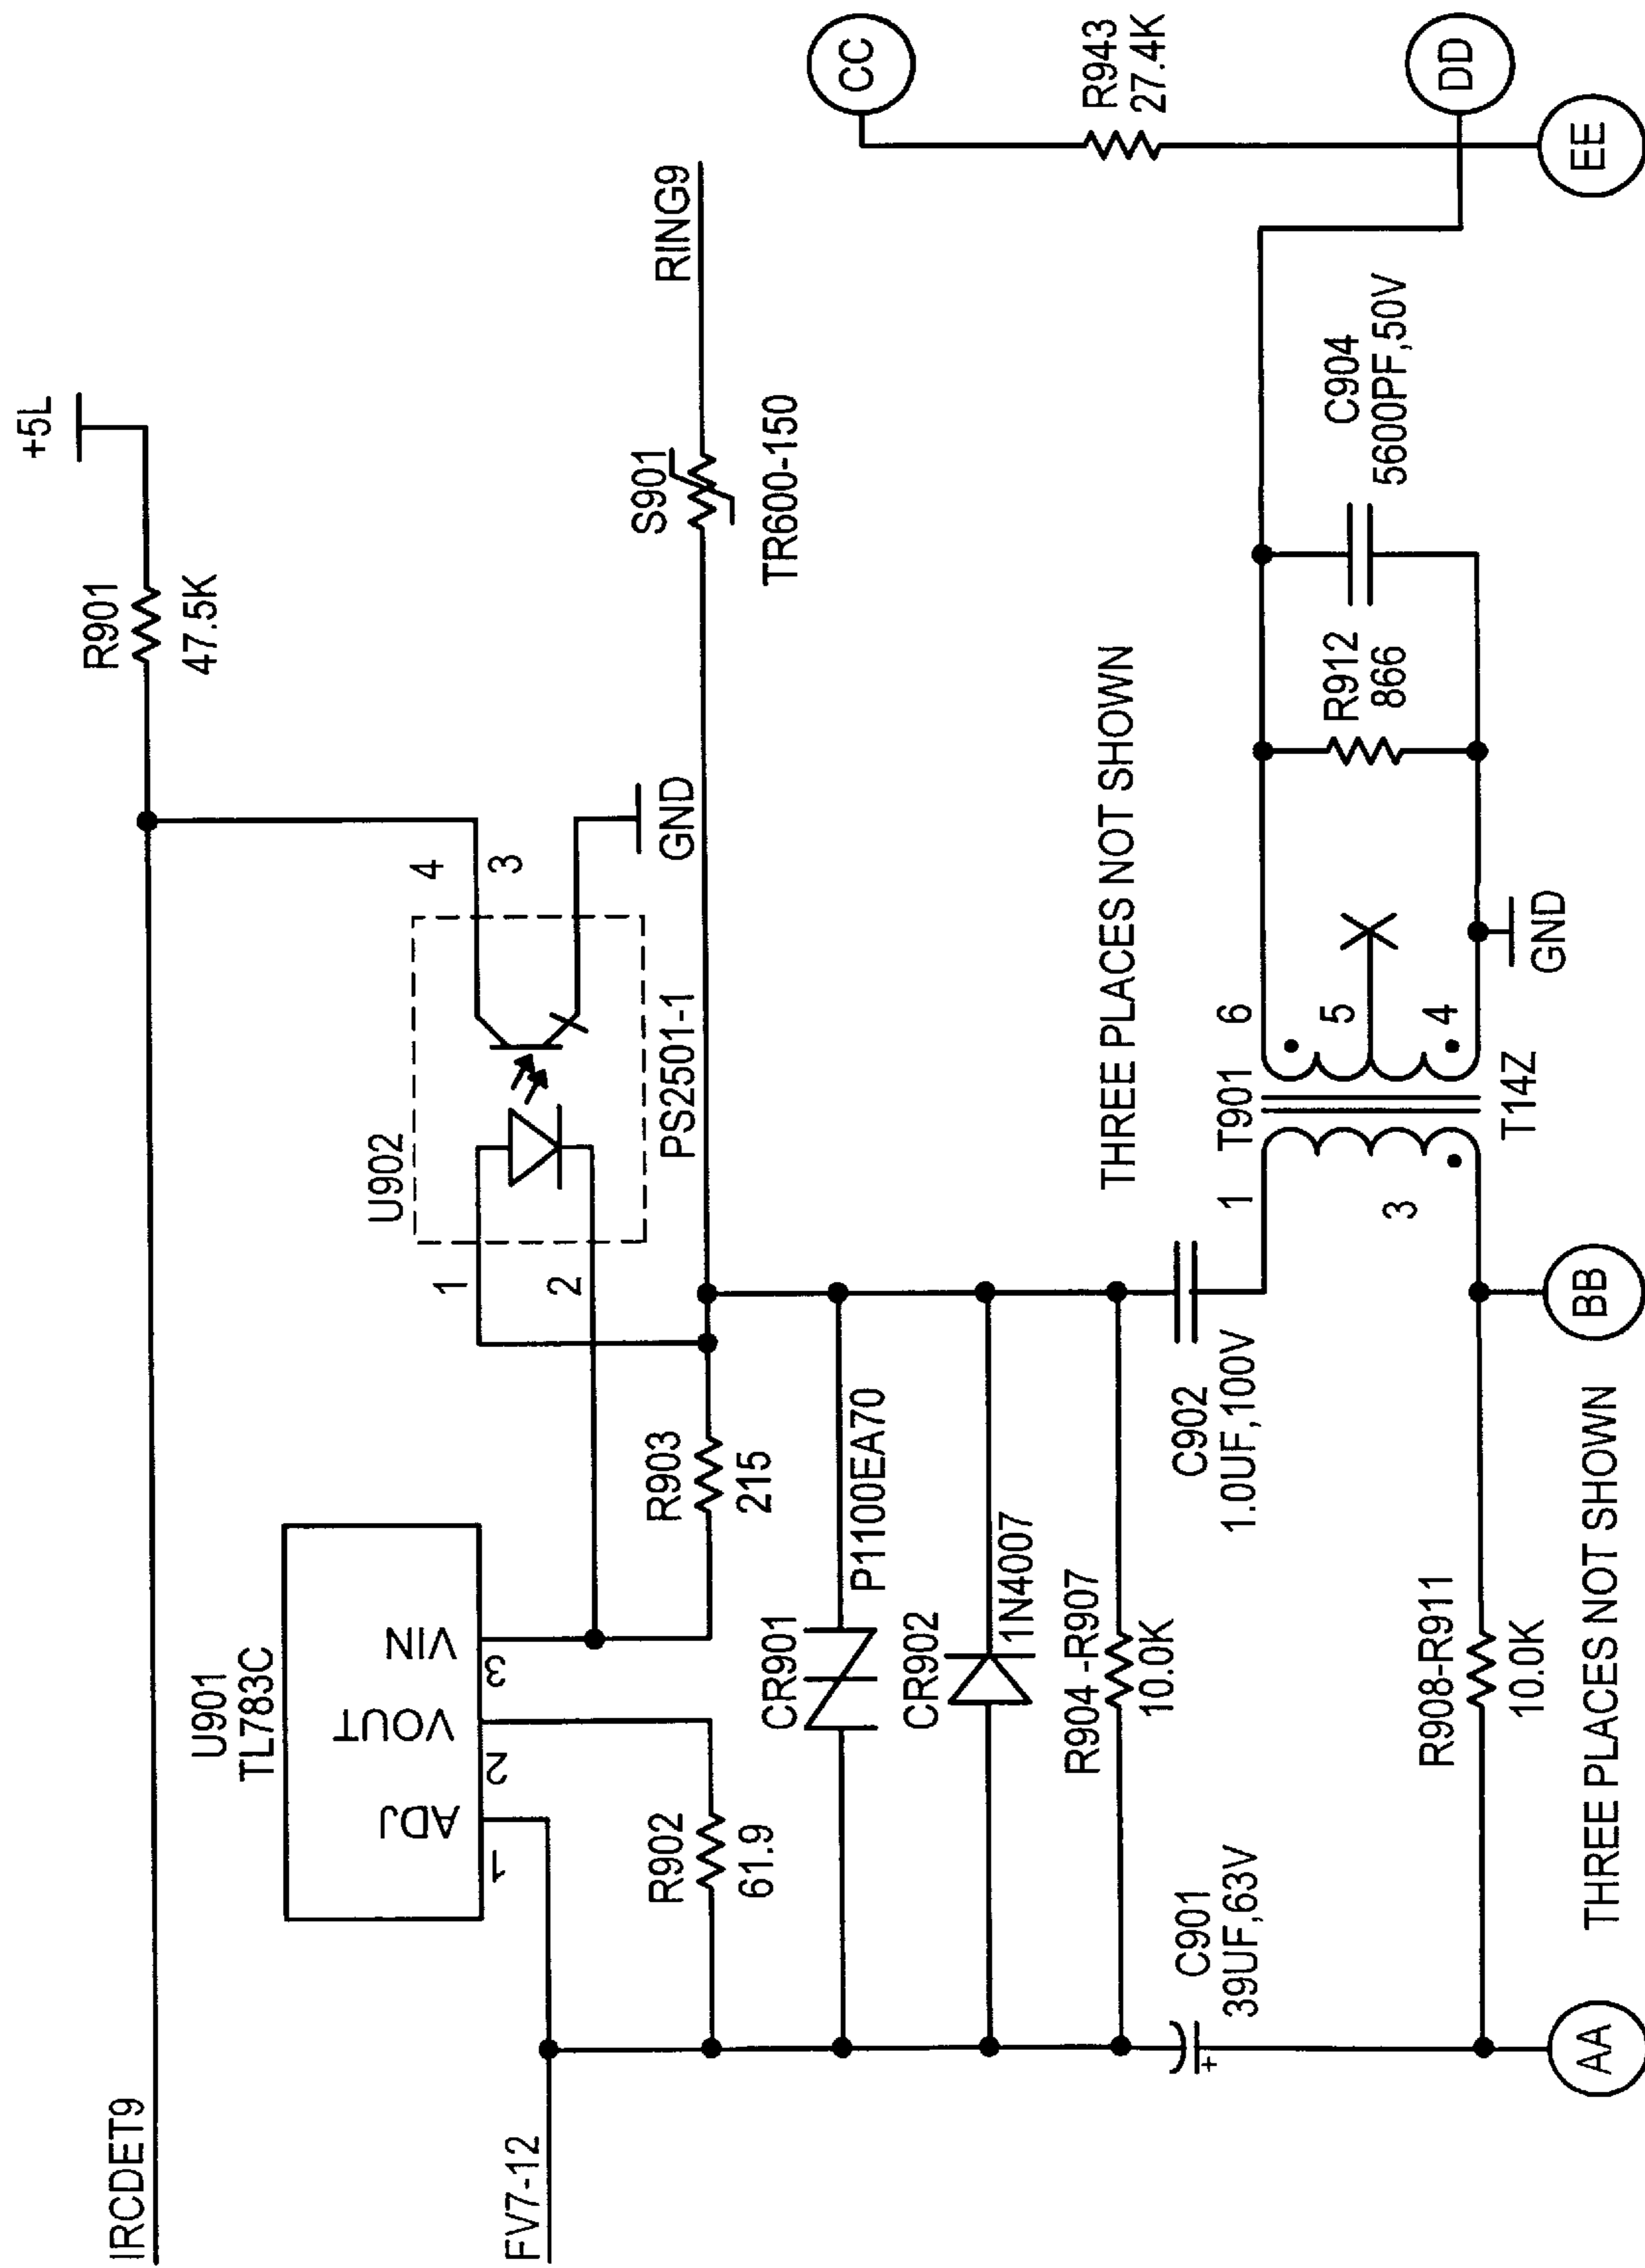 IRCDET9
+5L
R901
47.5K
U901
TL783C
ADJ
VOUT
VIN
1
2
3
U902
1
2
4
3
PS2501-1
GND
FV7-12
R902
61.9
R903
215
S901
TR600-150
RING9
CR901
P1100EA70
CR902
1N4007
R904 -R907
10.0K
THREE PLACES NOT SHOWN
C901
39UF,63V
+
C902
1.0UF,100V
T901
1
3
6
5
4
T14Z
GND
R912
866
C904
5600PF,50V
R908-R911
10.0K
THREE PLACES NOT SHOWN
AA
BB
CC
R943
27.4K
DD
EE